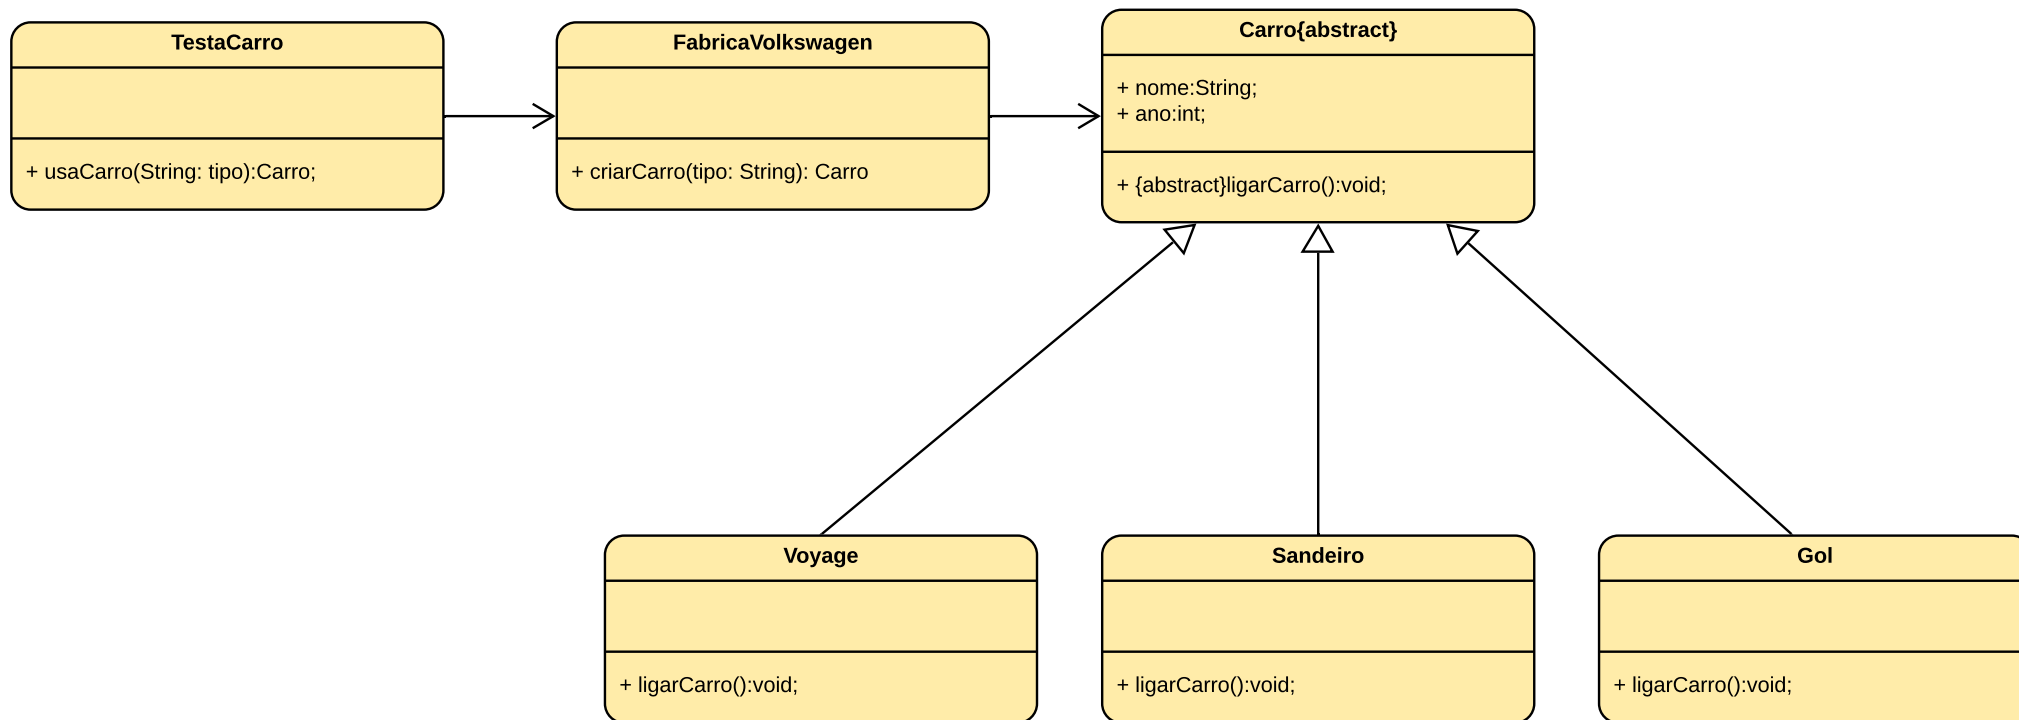 TestaCarro
+ usaCarro(String: tipo):Carro;
FabricaVolkswagen
+ criarCarro(tipo: String): Carro
Carro{abstract}
+ nome:String;
+ ano:int;
+ {abstract}ligarCarro():void;
Voyage
+ ligarCarro():void;
Sandeiro
+ ligarCarro():void;
Gol
+ ligarCarro():void;